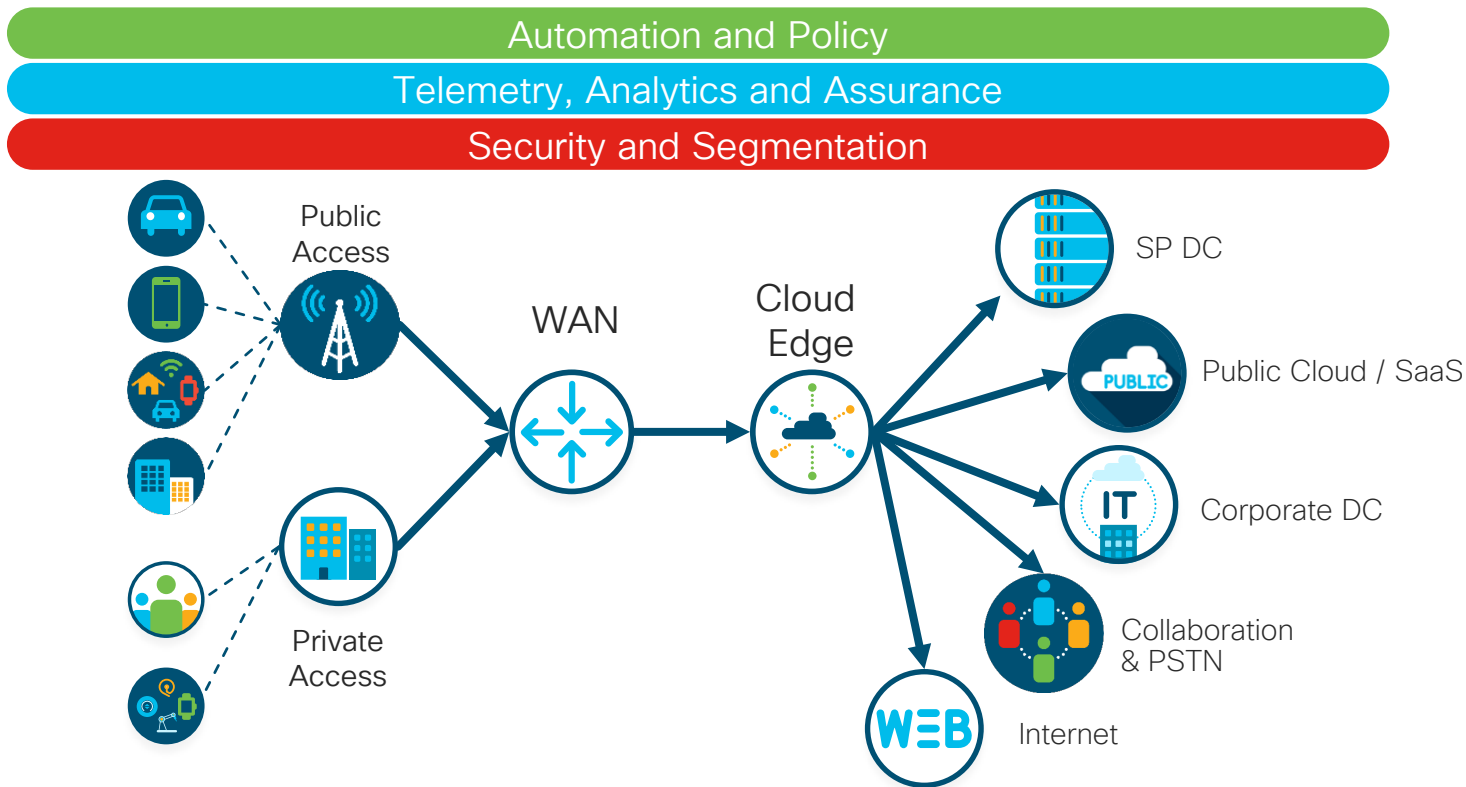 Automation and Policy
Telemetry, Analytics and Assurance
Security and Segmentation
Public
Access
WAN
Cloud
Edge
SP DC
PUBLIC
Public Cloud / SaaS
IT
Corporate DC
Private
Access
Collaboration
& PSTN
WEB
Internet